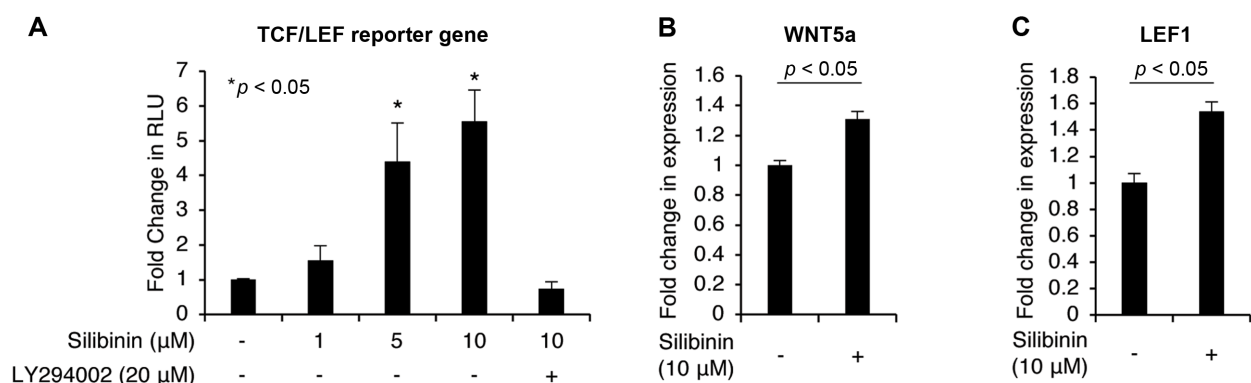 A
TCF/LEF reporter gene
*p < 0.05
Fold Change in RLU
7
6
5
4
3
2
1
0
*
*
Silibinin (µM) - 1 5 10 10
LY294002 (20 µM) - - - - +
B
WNT5a
p < 0.05
Fold change in expression
1.6
1.4
1.2
1
0.8
0.6
0.4
0.2
0
Silibinin
(10 µM) - +
C
LEF1
p < 0.05
Fold change in expression
1.8
1.6
1.4
1.2
1
0.8
0.6
0.4
0.2
0
Silibinin
(10 µM) - +